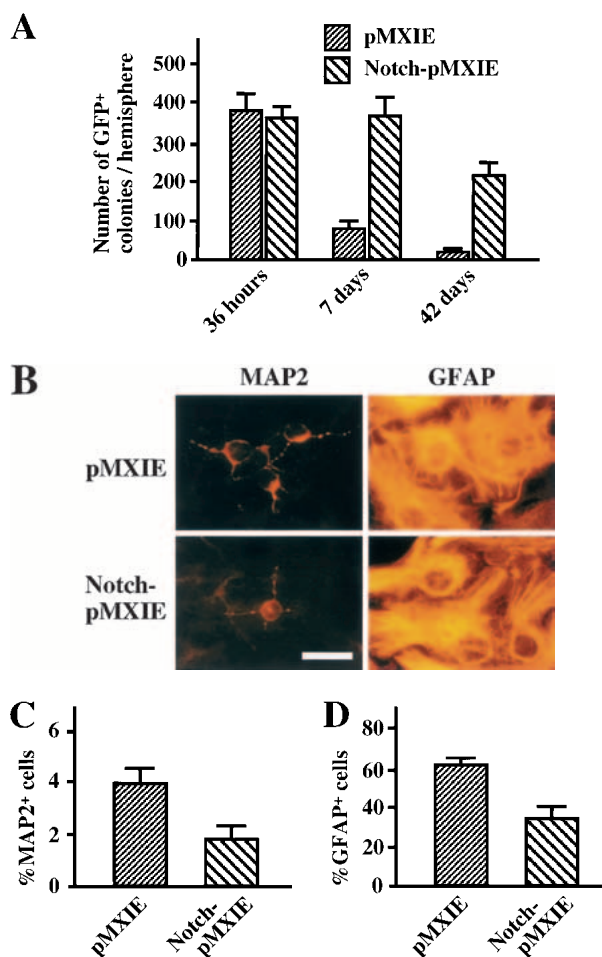 A
pMXIE
Notch-pMXIE
Number of GFP+
colonies / hemisphere
500
400
300
200
100
0
36 hours
7 days
42 days
B
MAP2
GFAP
pMXIE
Notch-
pMXIE
C
%MAP2+ cells
6
4
2
0
pMXIE
Notch-
pMXIE
D
%GFAP+ cells
80
60
40
20
0
pMXIE
Notch-
pMXIE